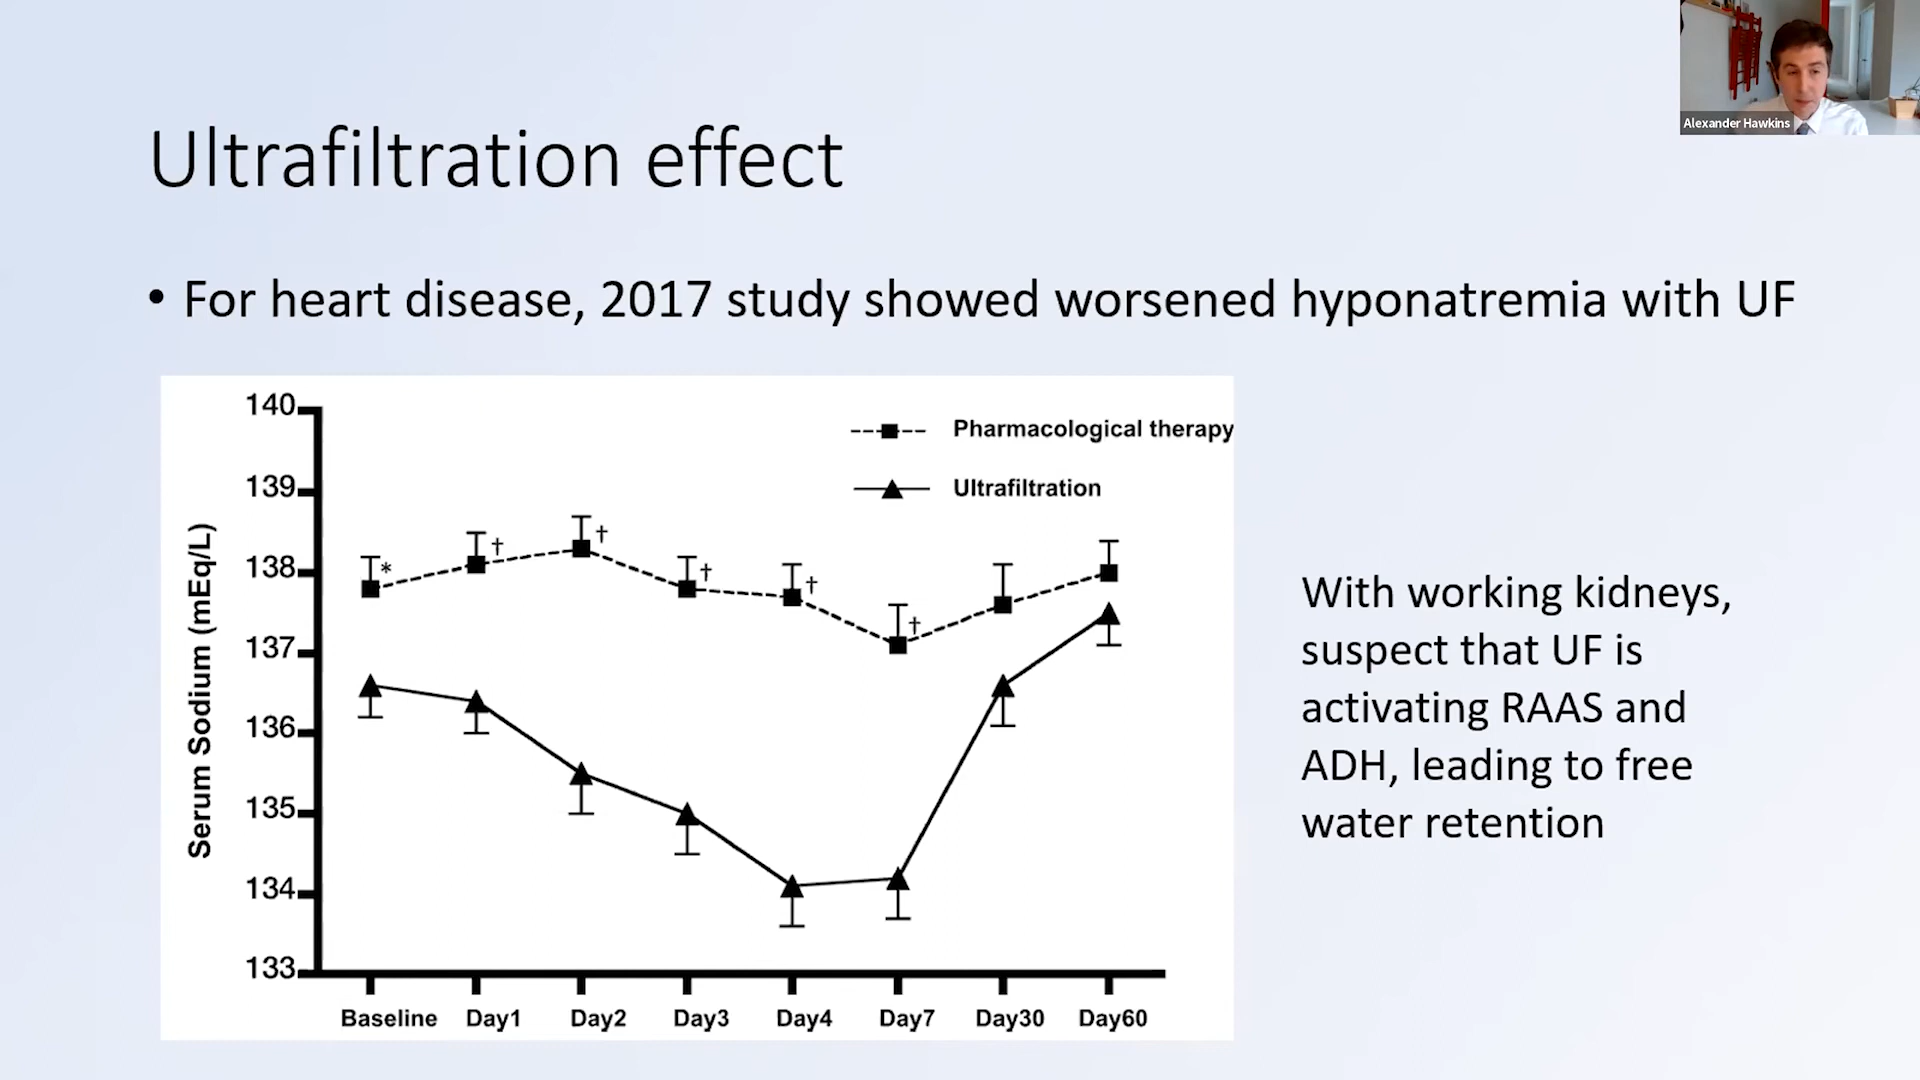 Alexander Hawkins
Ultrafiltration effect
• For heart disease, 2017 study showed worsened hyponatremia with UF
140
139
138
137
136
135
134
133
Serum Sodium (mEq/L)
Pharmacological therapy
Ultrafiltration
*
†
†
†
†
†
Baseline Day1 Day2 Day3 Day4 Day7 Day30 Day60
With working kidneys,
suspect that UF is
activating RAAS and
ADH, leading to free
water retention